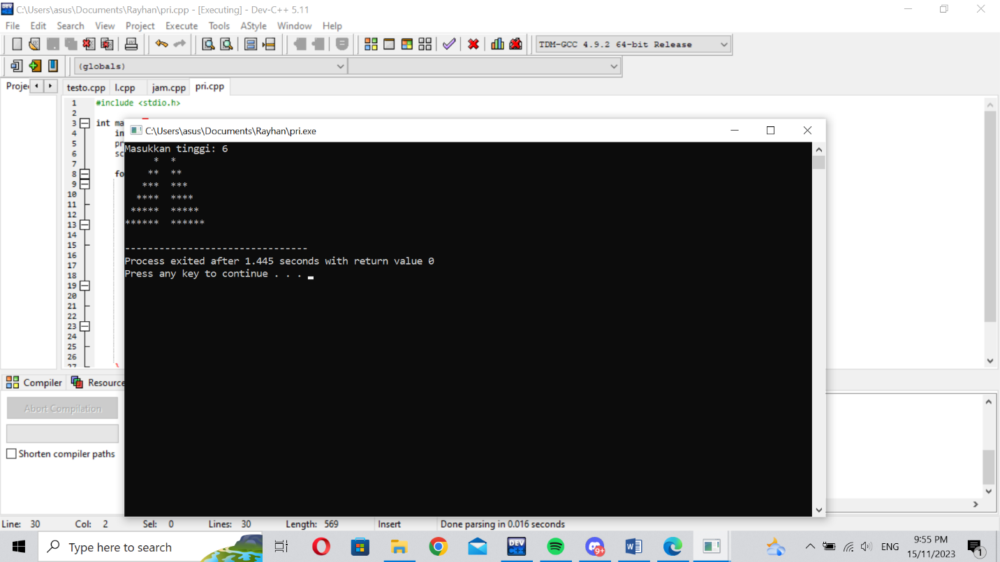 C:\Users\asus\Documents\Rayhan\pri.cpp - [Executing] - Dev-C++ 5.11
File Edit Search View Project Execute Tools AStyle Window Help
TDM-GCC 4.9.2 64-bit Release
(globals)
Projec testo.cpp l.cpp jam.cpp pri.cpp
1 #include <stdio.h>
2
3 int ma
4 in
5 pr
6 sc
7
8 fo
9
10
11
12
13
14
15
16
17
18
19
20
21
22
23
24
25
26
27 }
C:\Users\asus\Documents\Rayhan\pri.exe
Masukkan tinggi: 6
     *  *
    **  **
   ***  ***
  ****  ****
 *****  *****
******  ******
--------------------------------
Process exited after 1.445 seconds with return value 0
Press any key to continue . . .
Compiler Resource
Abort Compilation
Shorten compiler paths
Line: 30 Col: 2 Sel: 0 Lines: 30 Length: 569 Insert Done parsing in 0.016 seconds
Type here to search
DEV C++
9+
ENG
9:55 PM
15/11/2023
1